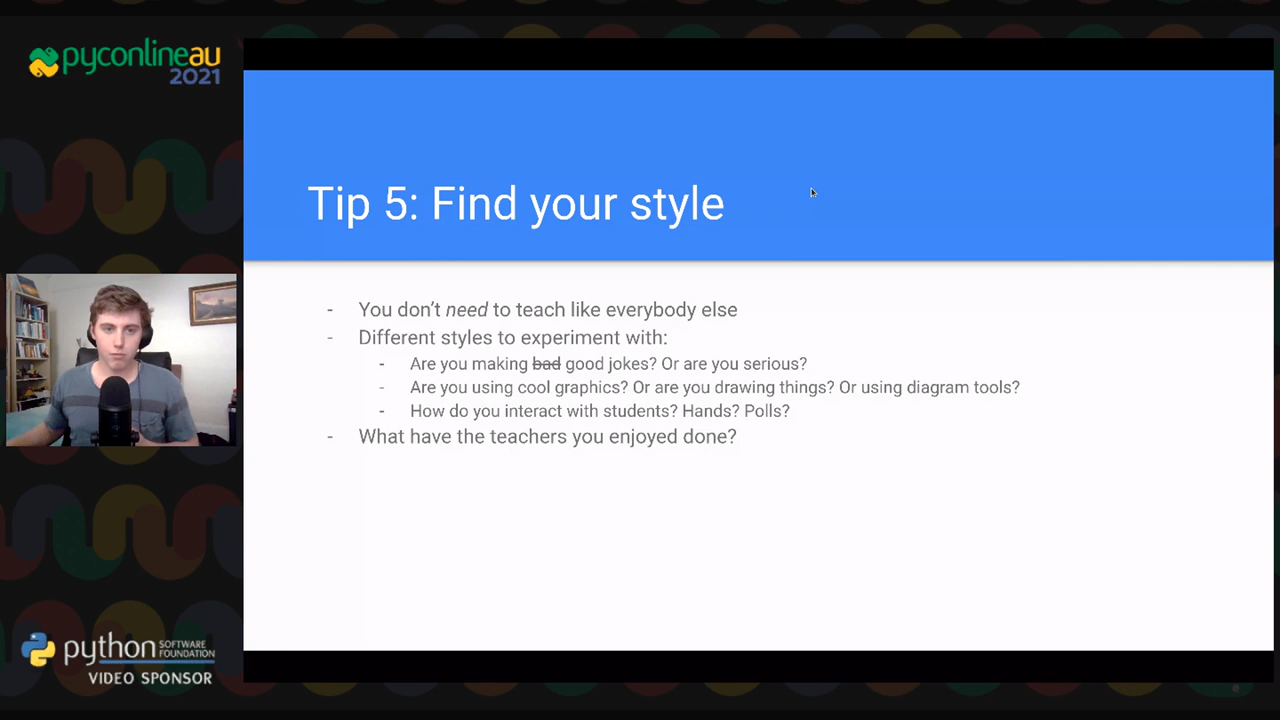 pyconlineau
2021
Tip 5: Find your style
- You don't need to teach like everybody else
- Different styles to experiment with:
- Are you making bad good jokes? Or are you serious?
- Are you using cool graphics? Or are you drawing things? Or using diagram tools?
- How do you interact with students? Hands? Polls?
- What have the teachers you enjoyed done?
python SOFTWARE FOUNDATION
VIDEO SPONSOR